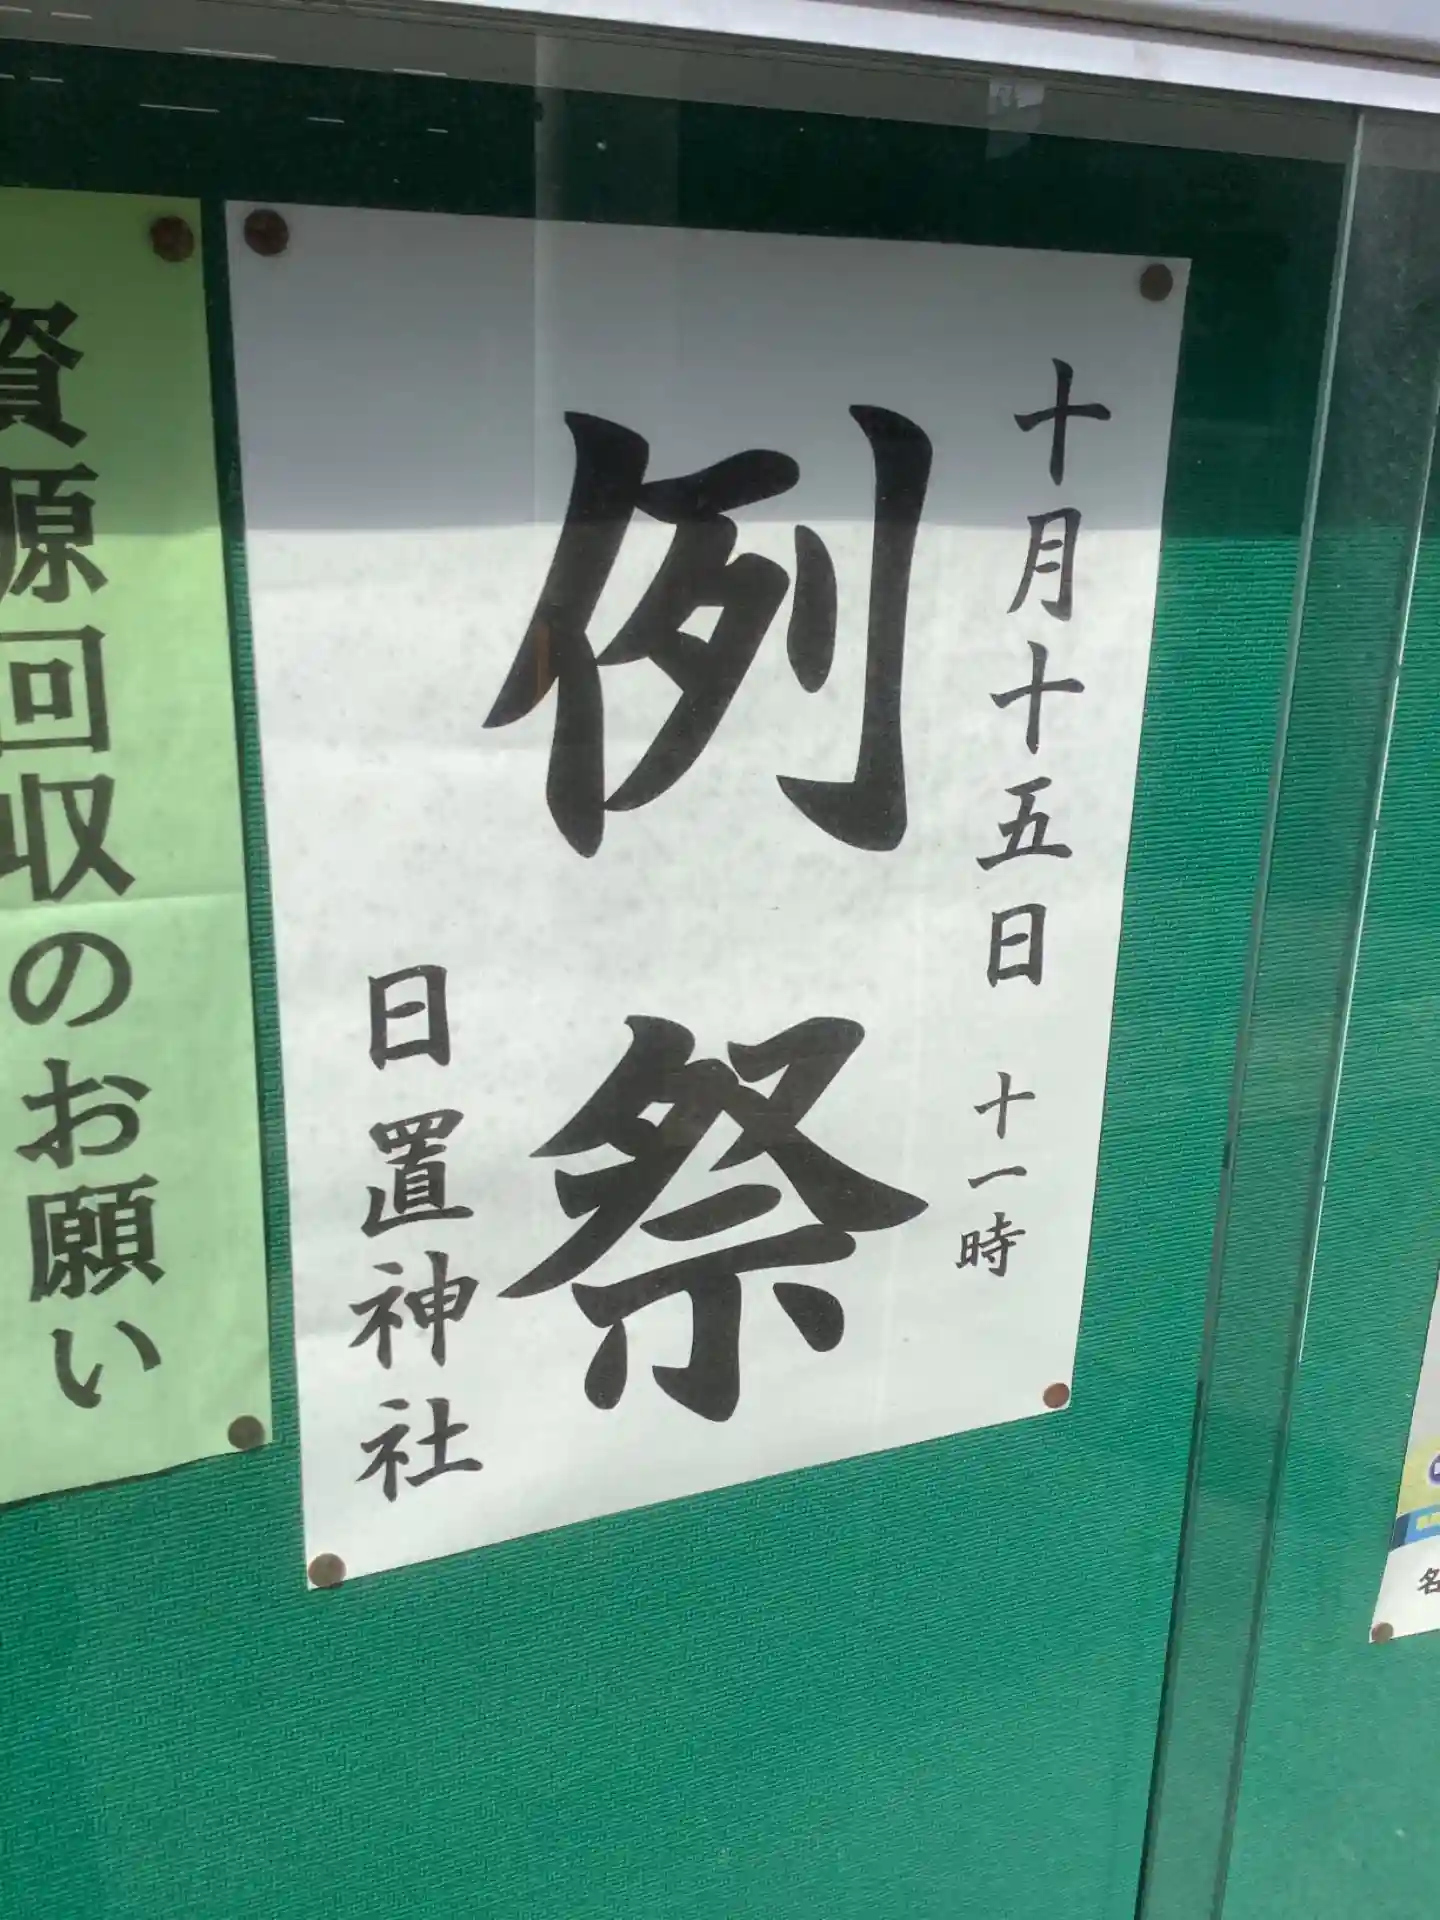 十月十五日 十一時
例祭
日置神社
資源回収のお願い
名